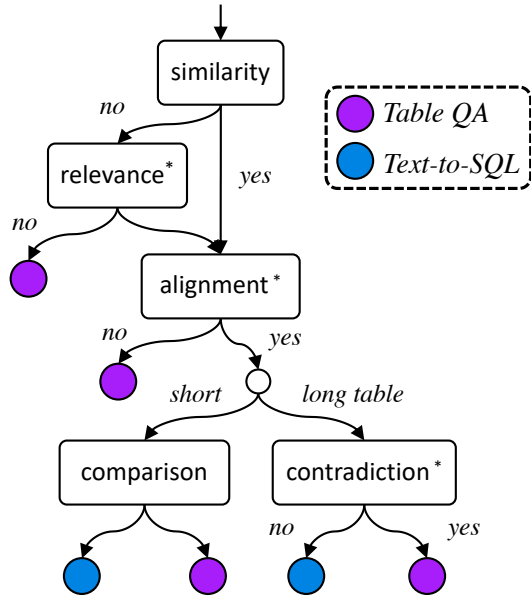 similarity
no
Table QA
relevance*
yes
Text-to-SQL
no
alignment*
no
yes
short
long table
comparison
contradiction*
no
yes